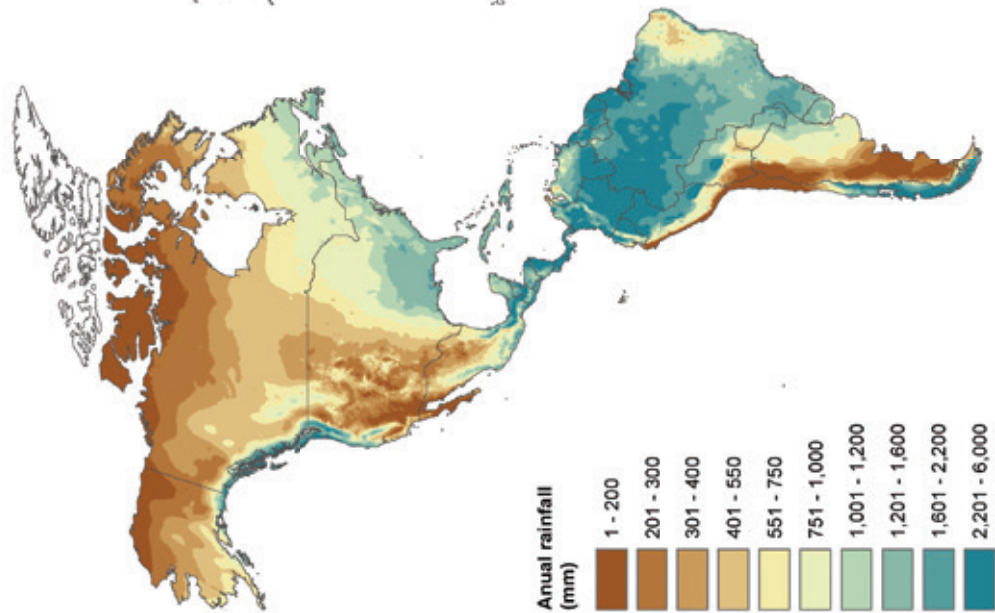 Anual rainfall
(mm)
1 - 200
201 - 300
301 - 400
401 - 550
551 - 750
751 - 1,000
1,001 - 1,200
1,201 - 1,600
1,601 - 2,200
2,201 - 6,000